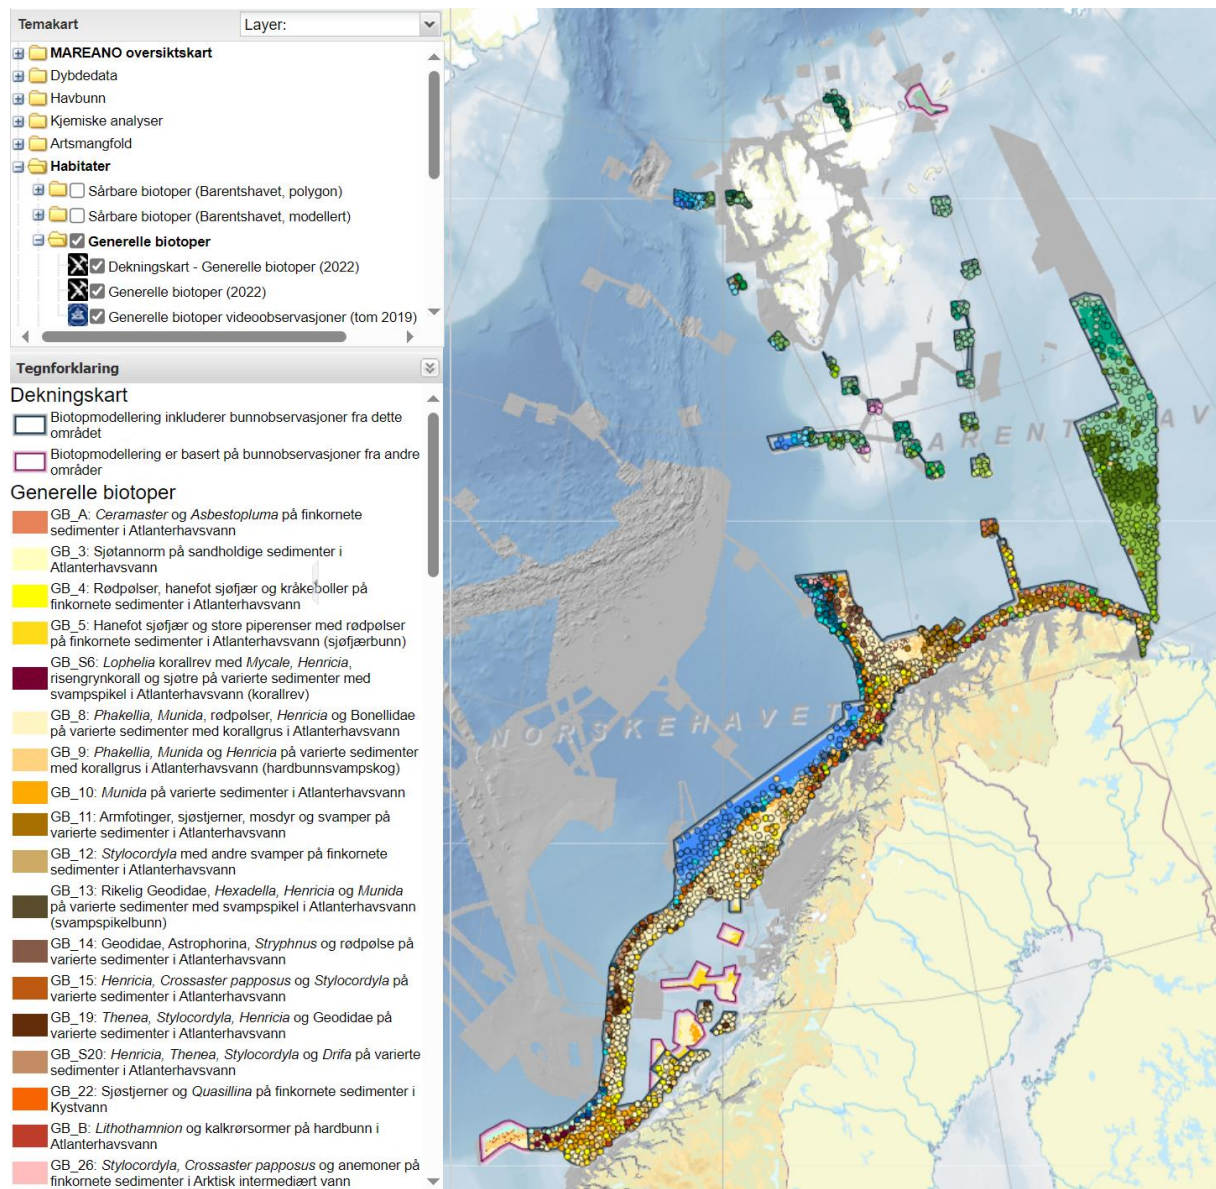 Temakart
Layer:
MAREANO oversiktskart
Dybdedata
Havbunn
Kjemiske analyser
Artsmangfold
Habitater
Sårbare biotoper (Barentshavet, polygon)
Sårbare biotoper (Barentshavet, modellert)
Generelle biotoper
Dekningskart - Generelle biotoper (2022)
Generelle biotoper (2022)
Generelle biotoper videoobservasjoner (tom 2019)
Tegnforklaring
Dekningskart
Biotopmodellering inkluderer bunnobservasjoner fra dette
området
Biotopmodellering er basert på bunnobservasjoner fra andre
områder
Generelle biotoper
GB_A: Ceramaster og Asbestopluma på finkornete
sedimenter i Atlanterhavsvann
GB_3: Sjøtannorm på sandholdige sedimenter i
Atlanterhavsvann
GB_4: Rødpølser, hanefot sjøfjær og kråkeboller på
finkornete sedimenter i Atlanterhavsvann
GB_5: Hanefot sjøfjær og store piperenser med rødpølser
på finkornete sedimenter i Atlanterhavsvann (sjøfjærbunn)
GB_S6: Lophelia korallrev med Mycale, Henricia,
risengrynkorall og sjøtre på varierte sedimenter med
svampspikel i Atlanterhavsvann (korallrev)
GB_8: Phakellia, Munida, rødpølser, Henricia og Bonellidae
på varierte sedimenter med korallgrus i Atlanterhavsvann
GB_9: Phakellia, Munida og Henricia på varierte sedimenter
med korallgrus i Atlanterhavsvann (hardbunnsvampskog)
GB_10: Munida på varierte sedimenter i Atlanterhavsvann
GB_11: Armfotinger, sjøstjerner, mosdyr og svamper på
varierte sedimenter i Atlanterhavsvann
GB_12: Stylocordyla med andre svamper på finkornete
sedimenter i Atlanterhavsvann
GB_13: Rikelig Geodidae, Hexadella, Henricia og Munida
på varierte sedimenter med svampspikel i Atlanterhavsvann
(svampspikelbunn)
GB_14: Geodidae, Astrophorina, Stryphnus og rødpølse på
varierte sedimenter i Atlanterhavsvann
GB_15: Henricia, Crossaster papposus og Stylocordyla på
varierte sedimenter i Atlanterhavsvann
GB_19: Thenea, Stylocordyla, Henricia og Geodidae på
varierte sedimenter i Atlanterhavsvann
GB_S20: Henricia, Thenea, Stylocordyla og Drifa på varierte
sedimenter i Atlanterhavsvann
GB_22: Sjøstjerner og Quasillina på finkornete sedimenter i
Kystvann
GB_B: Lithothamnion og kalkrørsormer på hardbunn i
Atlanterhavsvann
GB_26: Stylocordyla, Crossaster papposus og anemoner på
finkornete sedimenter i Arktisk intermediært vann
NORSKEHAVET